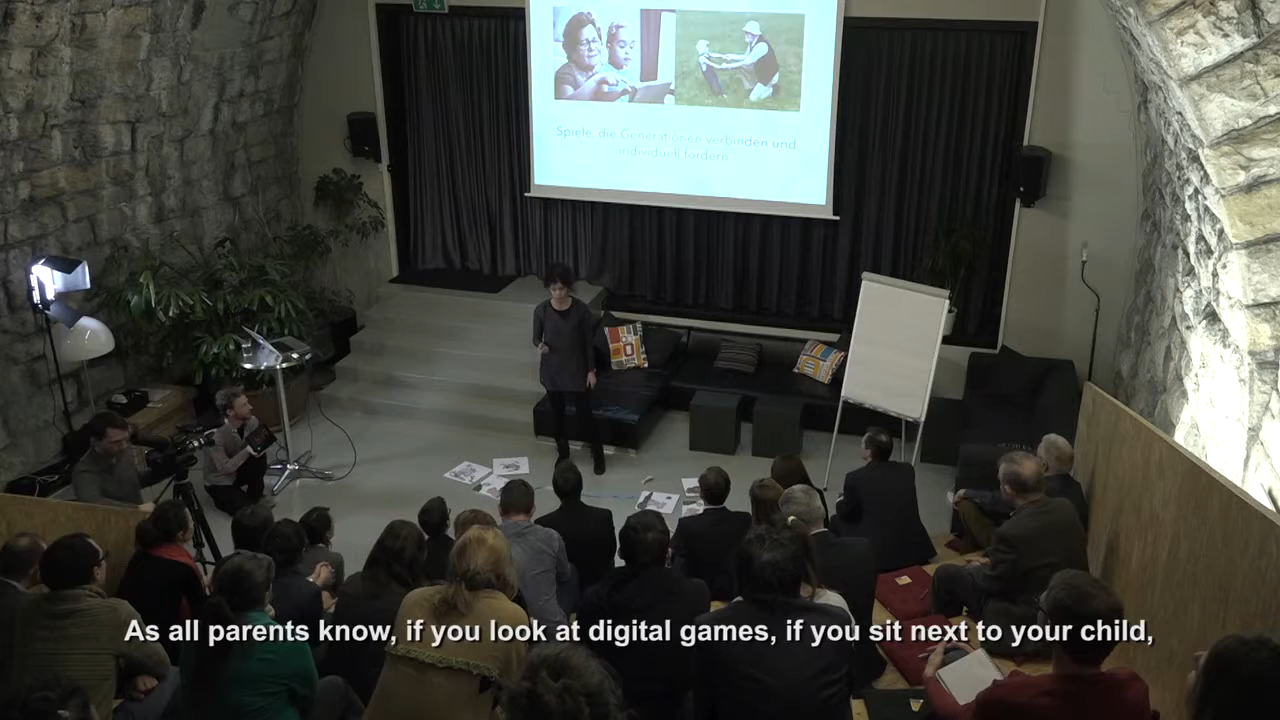 Spiele, die Generationen verbinden und
individuell fördern
As all parents know, if you look at digital games, if you sit next to your child,